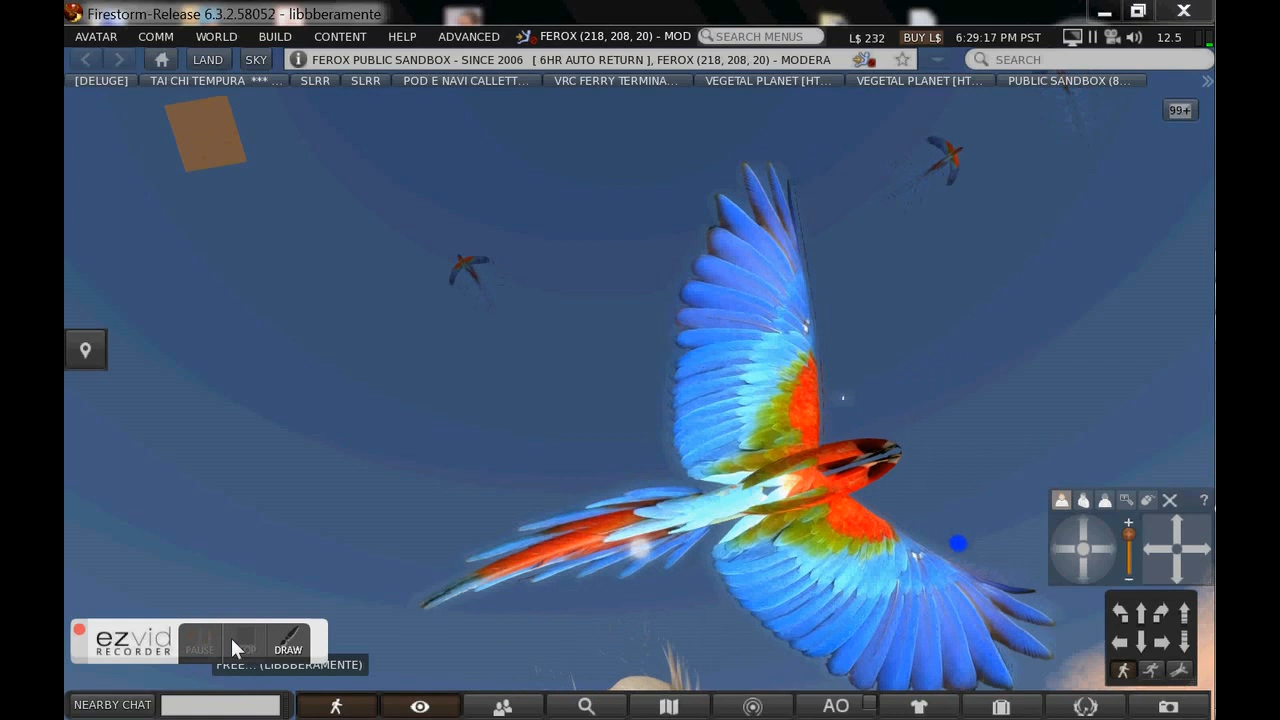 Firestorm-Release 6.3.2.58052 - libbberamente
AVATAR COMM WORLD BUILD CONTENT HELP ADVANCED FEROX (218, 208, 20) - MOD SEARCH MENUS L$ 232 BUY L$ 6:29:17 PM PST 12.5
LAND SKY FEROX PUBLIC SANDBOX - SINCE 2006 [ 6HR AUTO RETURN ], FEROX (218, 208, 20) - MODERA SEARCH
[DELUGE] TAI CHI TEMPURA *** ... SLRR SLRR POD E NAVI CALLETT... VRC FERRY TERMINA... VEGETAL PLANET [HT... VEGETAL PLANET [HT... PUBLIC SANDBOX (8...
99+
?
ezvid
RECORDER
PAUSE
DRAW
FREE... (LIBBBERAMENTE)
NEARBY CHAT
AO